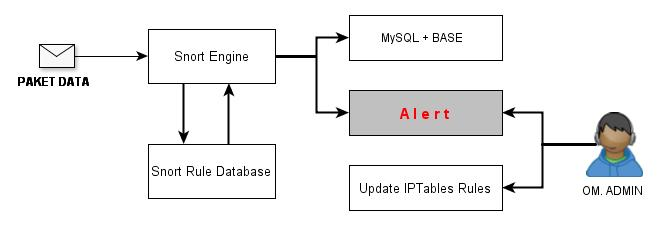 PAKET DATA
Snort Engine
MySQL + BASE
Alert
Snort Rule Database
Update IPTables Rules
OM. ADMIN